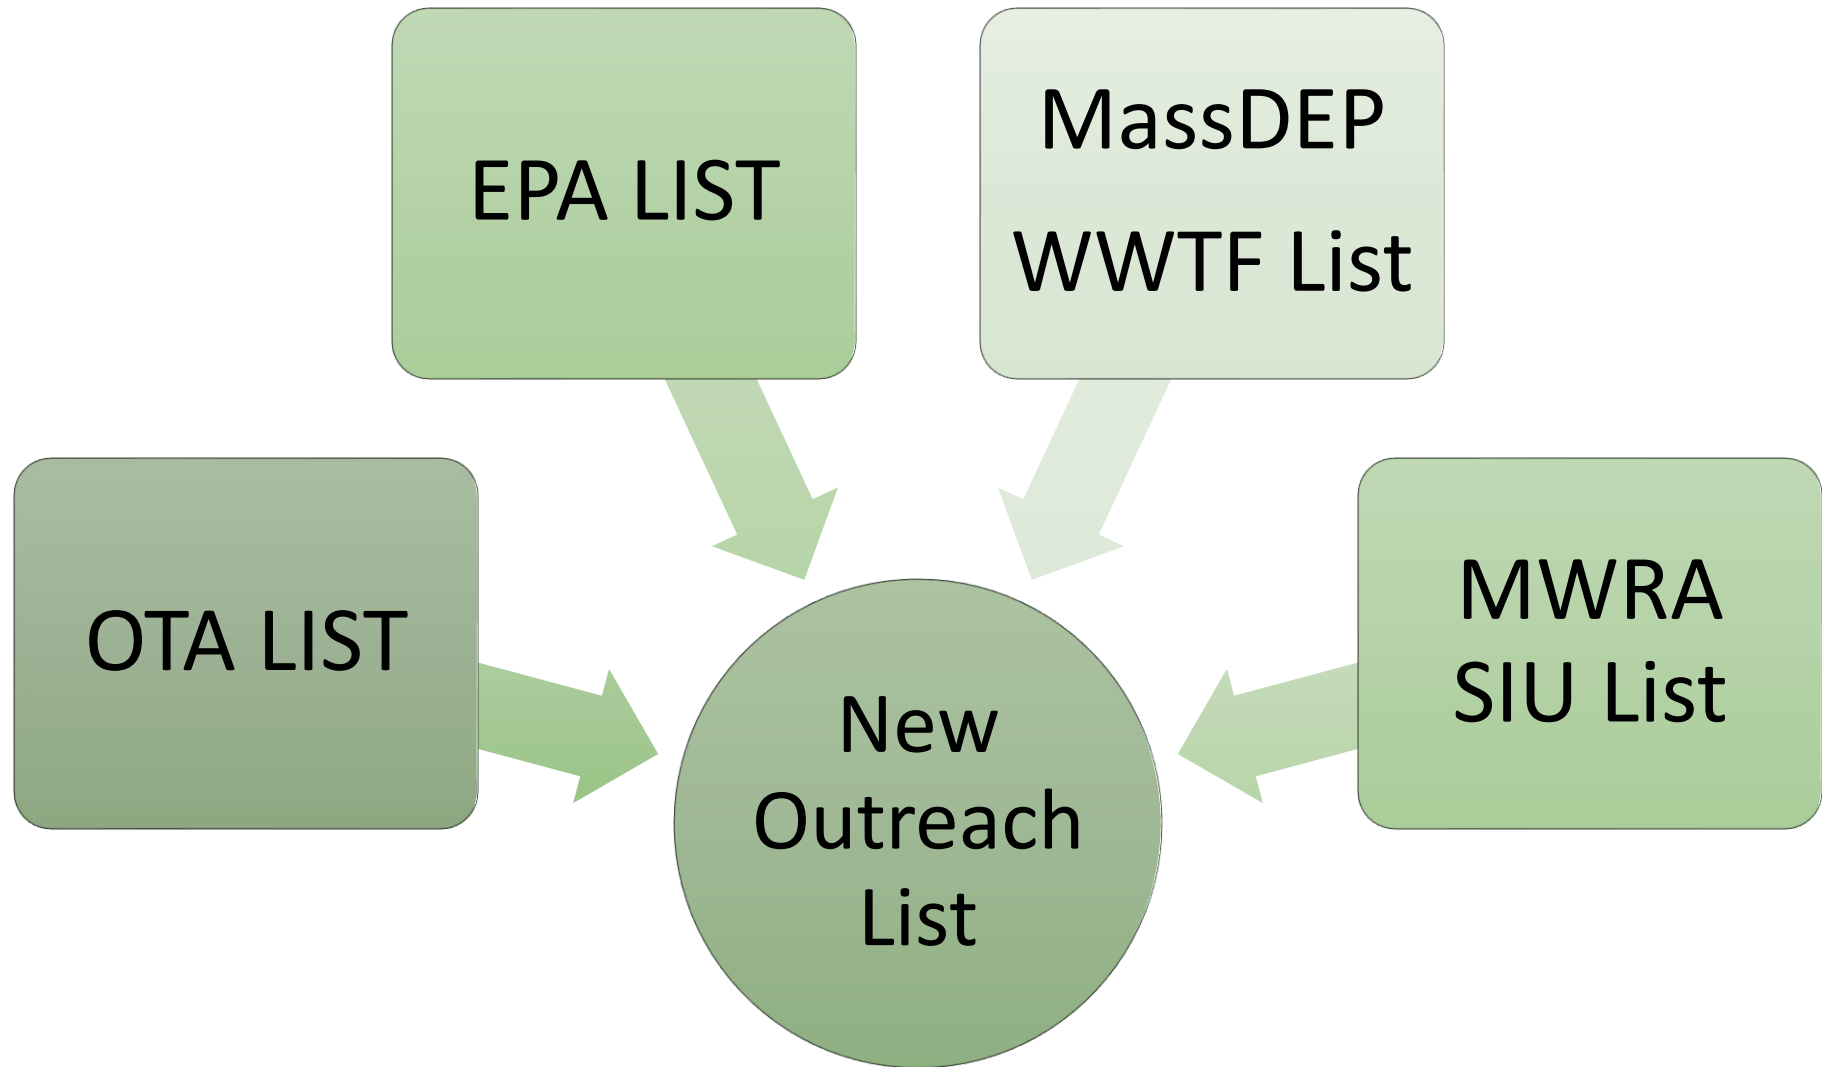 EPA LIST
MassDEP
WWTF List
OTA LIST
MWRA
SIU List
New
Outreach
List